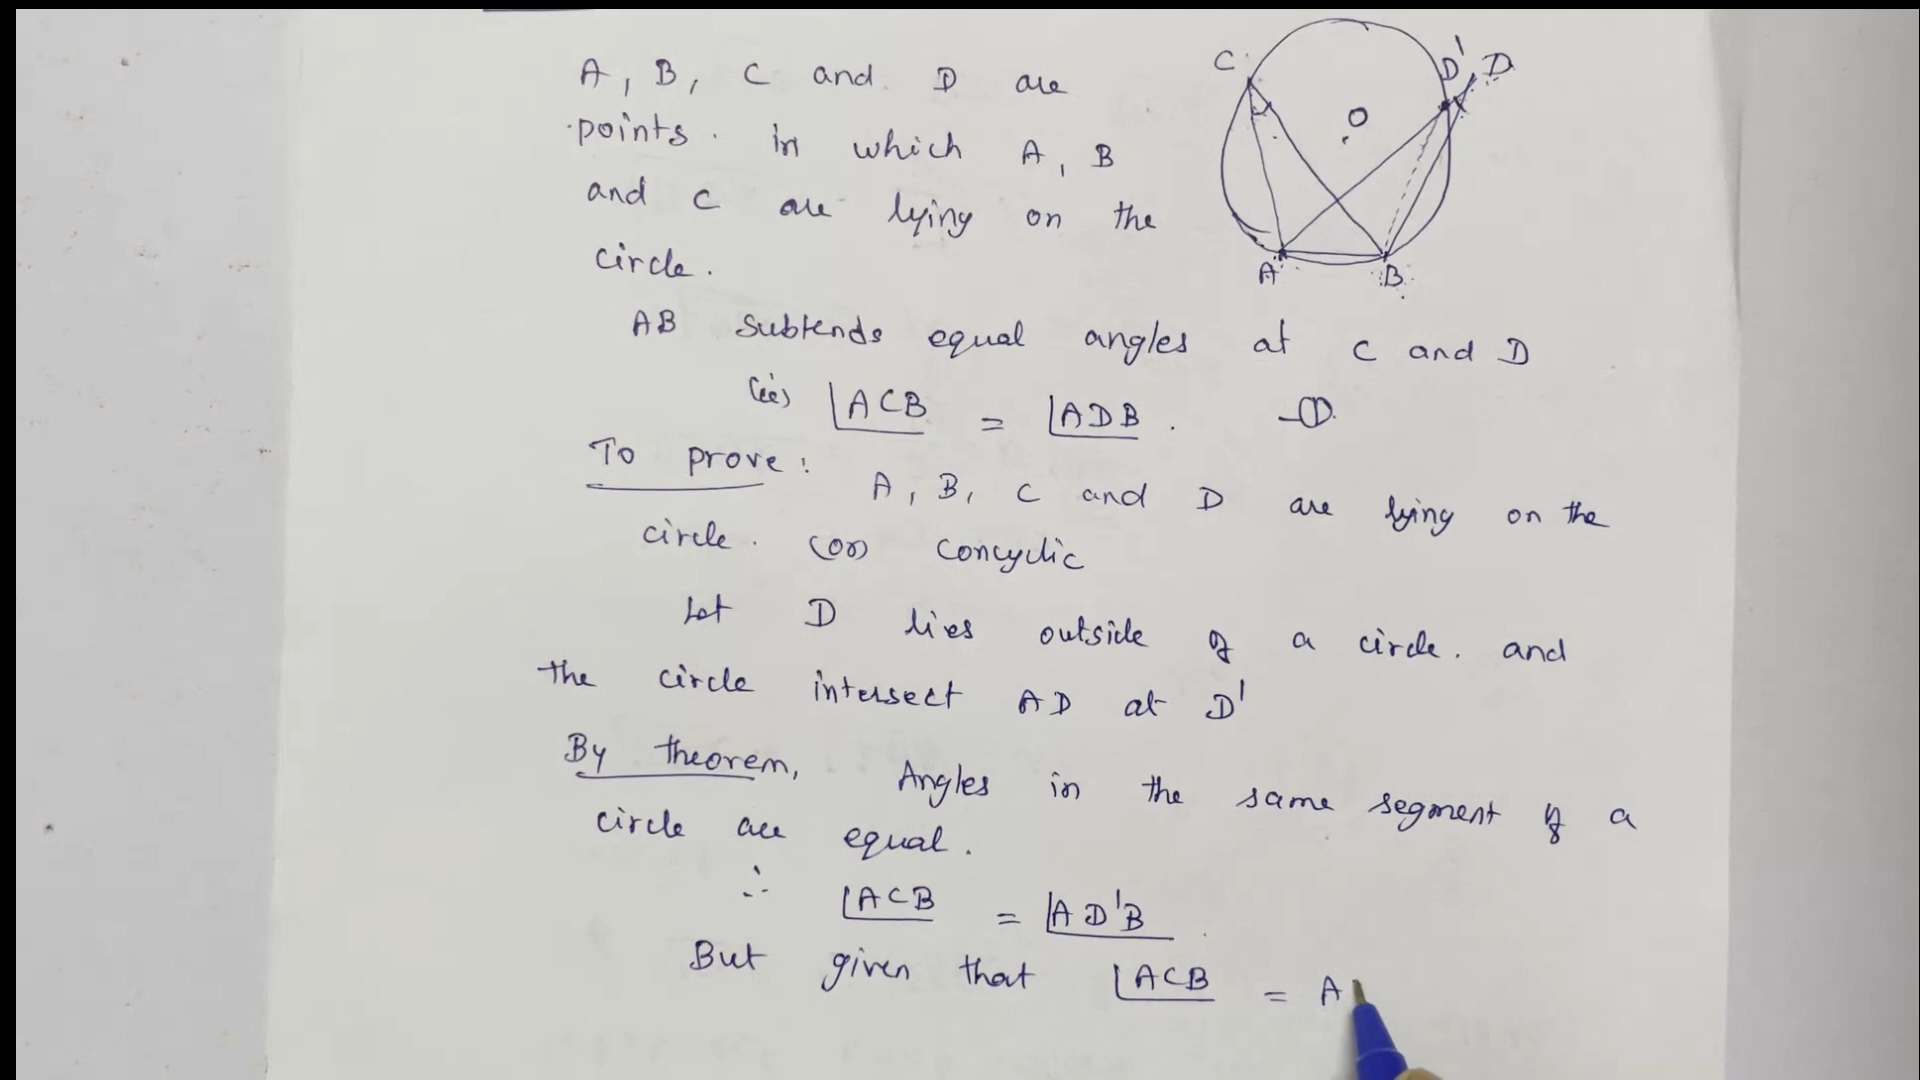 A, B, C and D are
points in which A, B
and C are lying on the
circle.
AB subtends equal angles at C and D
(ie) ∠ACB = ∠ADB. —①
To prove: A, B, C and D are lying on the
circle. (or) concyclic
Let D lies outside of a circle. and
the circle intersect AD at D'
By theorem, Angles in the same segment of a
circle are equal.
∴ ∠ACB = ∠AD'B
But given that ∠ACB = A
C
D'
D
O
A
B